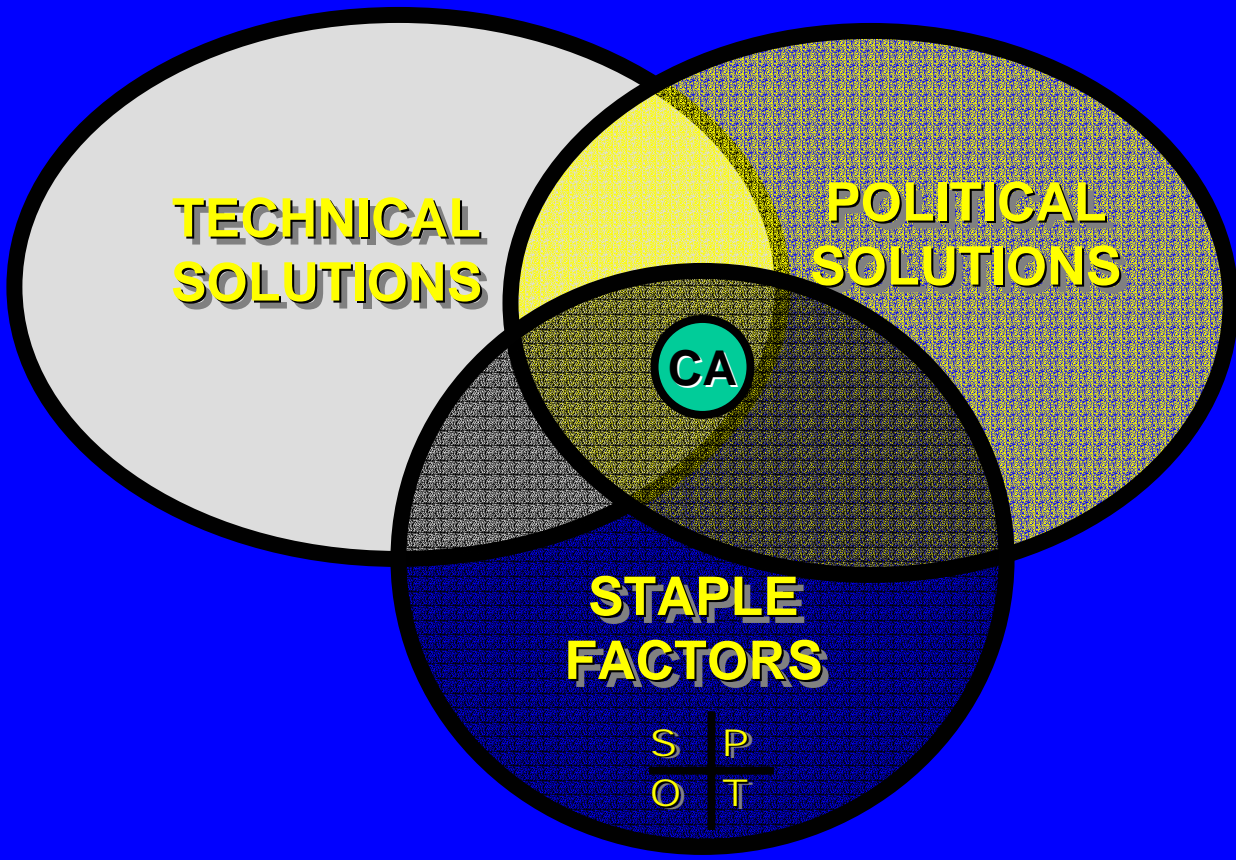 TECHNICAL
SOLUTIONS
POLITICAL
SOLUTIONS
CA
STAPLE
FACTORS
S P
O T